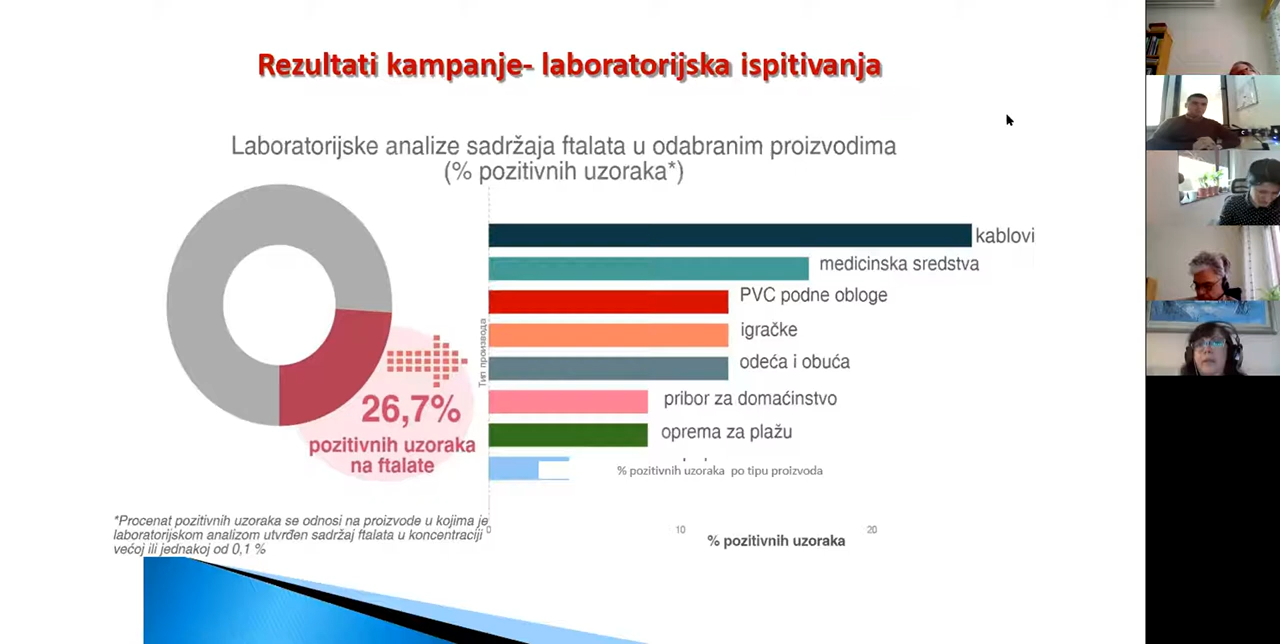 Rezultati kampanje- laboratorijska ispitivanja
Laboratorijske analize sadržaja ftalata u odabranim proizvodima
(% pozitivnih uzoraka*)
kablovi
medicinska sredstva
PVC podne obloge
igračke
odeća i obuća
pribor za domaćinstvo
oprema za plažu
% pozitivnih uzoraka po tipu proizvoda
Тип производа
26,7%
pozitivnih uzoraka
na ftalate
0
10
20
% pozitivnih uzoraka
*Procenat pozitivnih uzoraka se odnosi na proizvode u kojima je
laboratorijskom analizom utvrđen sadržaj ftalata u koncentraciji
većoj ili jednakoj od 0,1 %